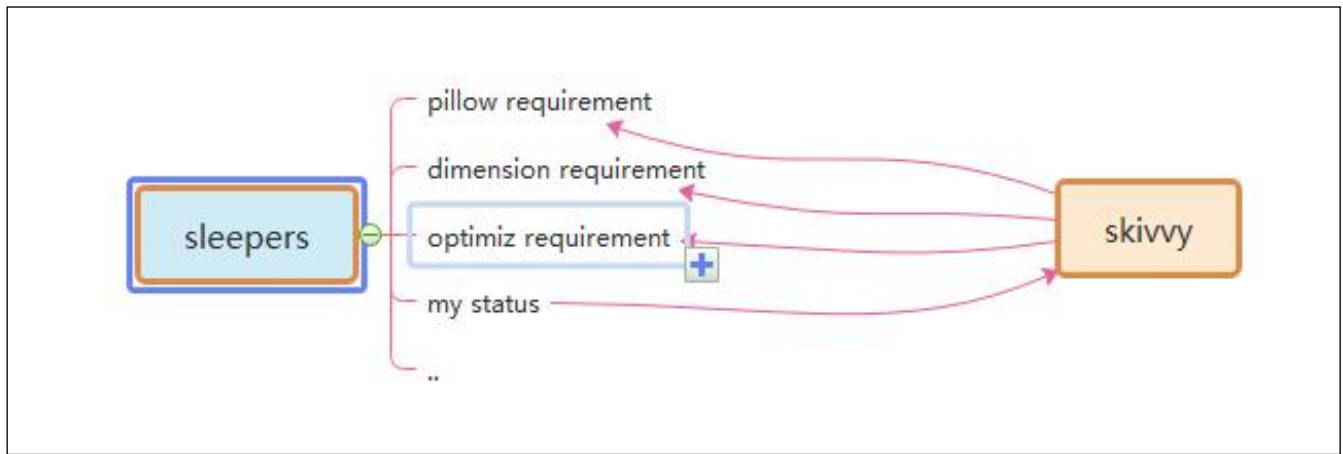 pillow requirement
dimension requirement
sleepers
optimiz requirement
skivvy
my status
..